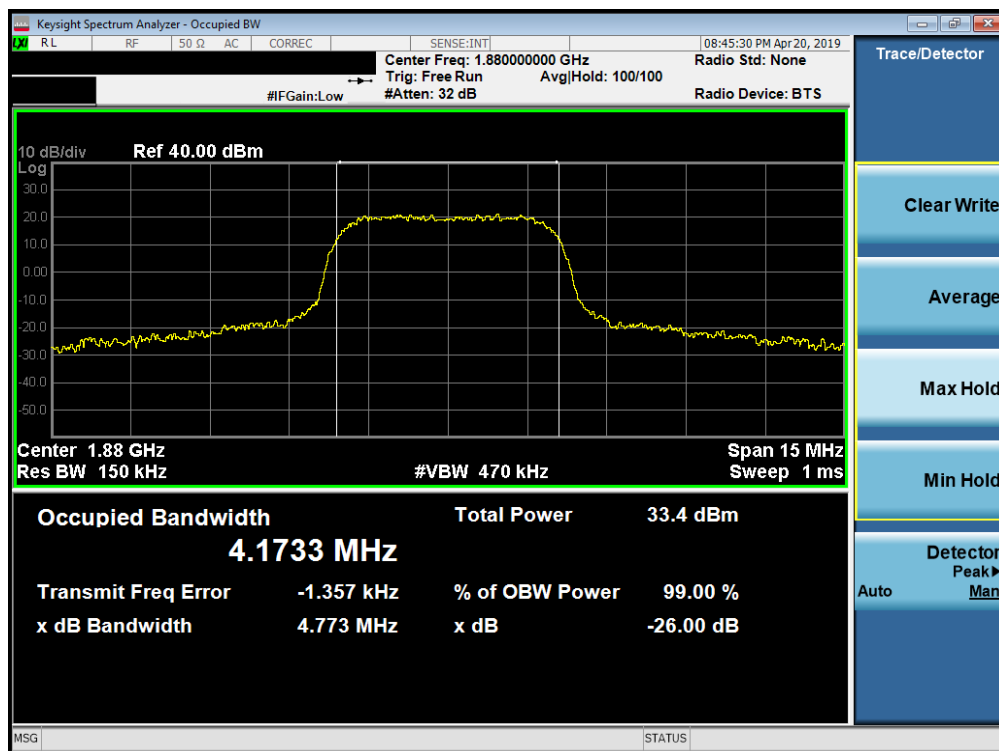 Keysight Spectrum Analyzer - Occupied BW
LXI RL RF 50 Ω AC CORREC SENSE:INT 08:45:30 PM Apr 20, 2019
Center Freq: 1.880000000 GHz Radio Std: None
Trig: Free Run Avg|Hold: 100/100
#IFGain:Low #Atten: 32 dB Radio Device: BTS
Trace/Detector
10 dB/div Ref 40.00 dBm
Log
30.0
20.0
10.0
0.00
-10.0
-20.0
-30.0
-40.0
-50.0
Center 1.88 GHz Span 15 MHz
Res BW 150 kHz #VBW 470 kHz Sweep 1 ms
Clear Write
Average
Max Hold
Min Hold
Detector
Peak▶
Auto Man
Occupied Bandwidth Total Power 33.4 dBm
4.1733 MHz
Transmit Freq Error -1.357 kHz % of OBW Power 99.00 %
x dB Bandwidth 4.773 MHz x dB -26.00 dB
MSG STATUS